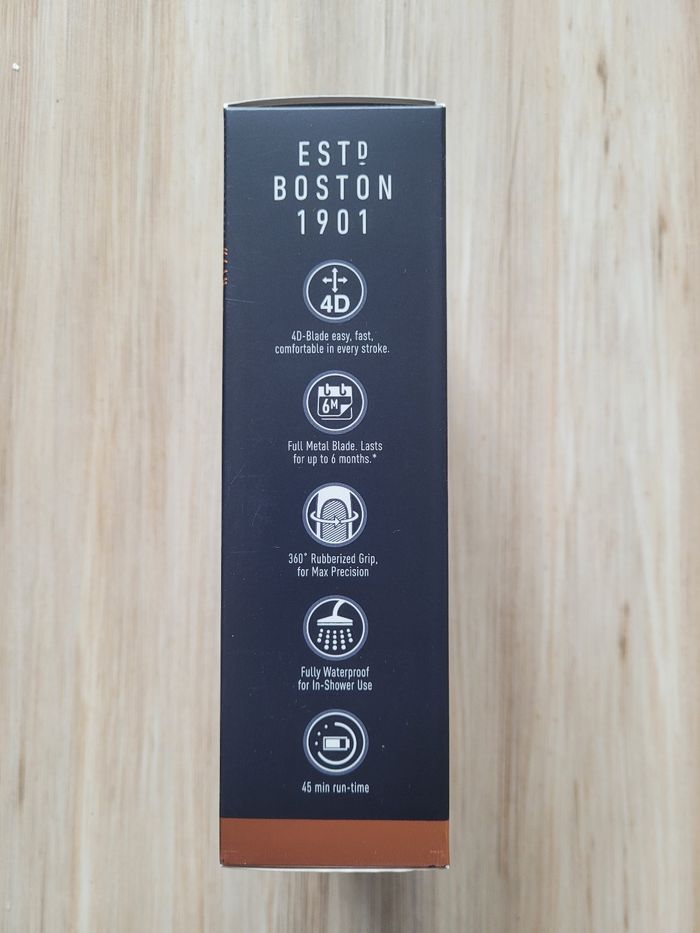 ESTD
BOSTON
1901
4D
4D-Blade easy, fast,
comfortable in every stroke.
6M
Full Metal Blade. Lasts
for up to 6 months.*
360° Rubberized Grip,
for Max Precision
Fully Waterproof
for In-Shower Use
45 min run-time